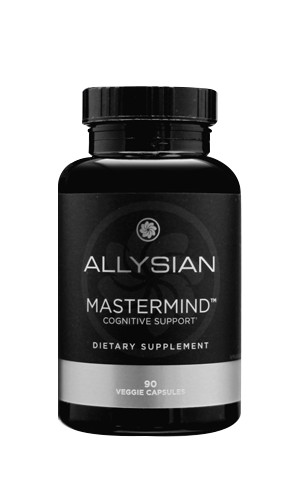 ALLYSIAN
MASTERMIND™
COGNITIVE SUPPORT*
DIETARY SUPPLEMENT
90
VEGGIE CAPSULES